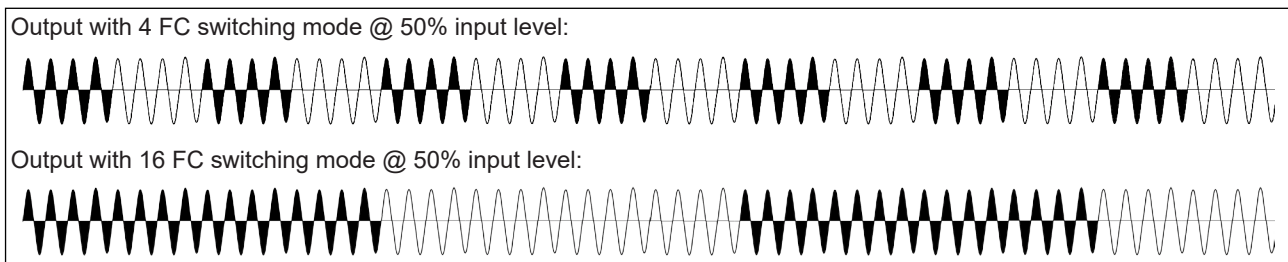 Output with 4 FC switching mode @ 50% input level:
Output with 16 FC switching mode @ 50% input level: